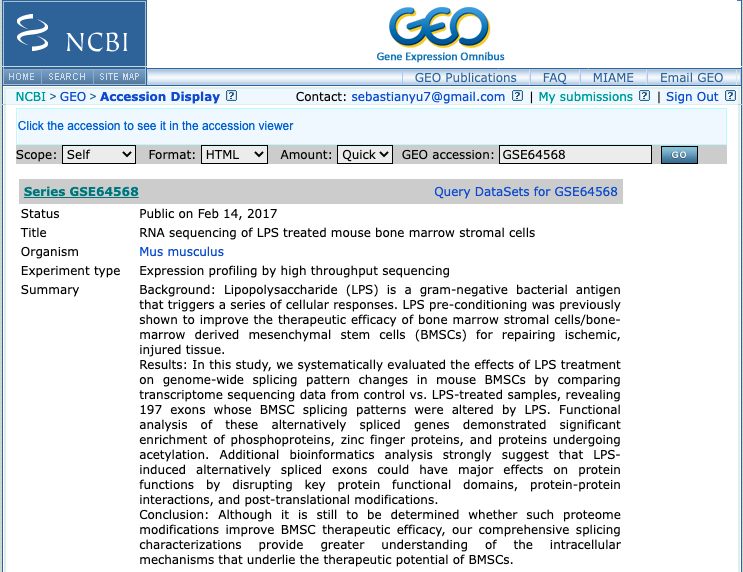 NCBI
GEO
Gene Expression Omnibus
HOME SEARCH SITE MAP GEO Publications FAQ MIAME Email GEO
NCBI > GEO > Accession Display ? Contact: sebastianyu7@gmail.com ? | My submissions ? | Sign Out ?
Click the accession to see it in the accession viewer
Scope: Self Format: HTML Amount: Quick GEO accession: GSE64568 GO
Series GSE64568 Query DataSets for GSE64568
Status Public on Feb 14, 2017
Title RNA sequencing of LPS treated mouse bone marrow stromal cells
Organism Mus musculus
Experiment type Expression profiling by high throughput sequencing
Summary Background: Lipopolysaccharide (LPS) is a gram-negative bacterial antigen
that triggers a series of cellular responses. LPS pre-conditioning was previously
shown to improve the therapeutic efficacy of bone marrow stromal cells/bone-
marrow derived mesenchymal stem cells (BMSCs) for repairing ischemic,
injured tissue.
Results: In this study, we systematically evaluated the effects of LPS treatment
on genome-wide splicing pattern changes in mouse BMSCs by comparing
transcriptome sequencing data from control vs. LPS-treated samples, revealing
197 exons whose BMSC splicing patterns were altered by LPS. Functional
analysis of these alternatively spliced genes demonstrated significant
enrichment of phosphoproteins, zinc finger proteins, and proteins undergoing
acetylation. Additional bioinformatics analysis strongly suggest that LPS-
induced alternatively spliced exons could have major effects on protein
functions by disrupting key protein functional domains, protein-protein
interactions, and post-translational modifications.
Conclusion: Although it is still to be determined whether such proteome
modifications improve BMSC therapeutic efficacy, our comprehensive splicing
characterizations provide greater understanding of the intracellular
mechanisms that underlie the therapeutic potential of BMSCs.